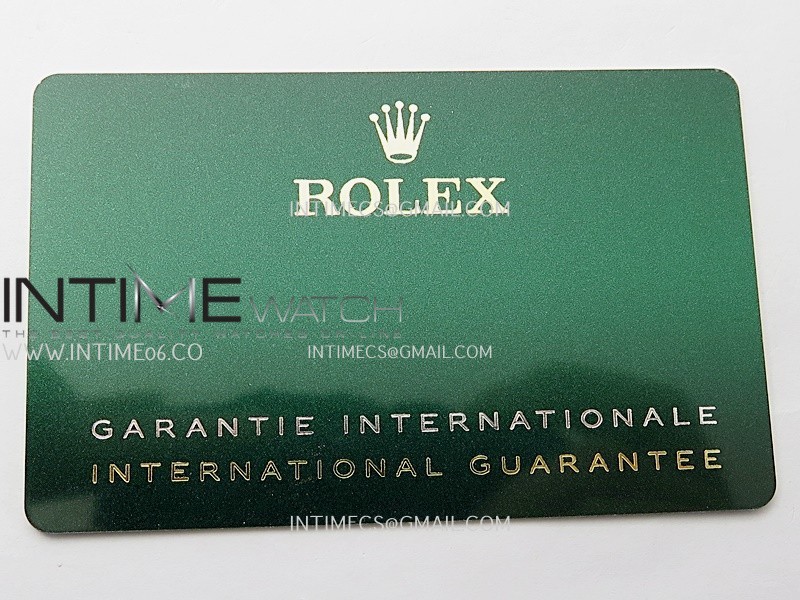 ROLEX
INTIMECS@GMAIL.COM
INTIME WATCH
WWW.INTIME06.CO
INTIMECS@GMAIL.COM
GARANTIE INTERNATIONALE
INTERNATIONAL GUARANTEE
INTIMECS@GMAIL.COM